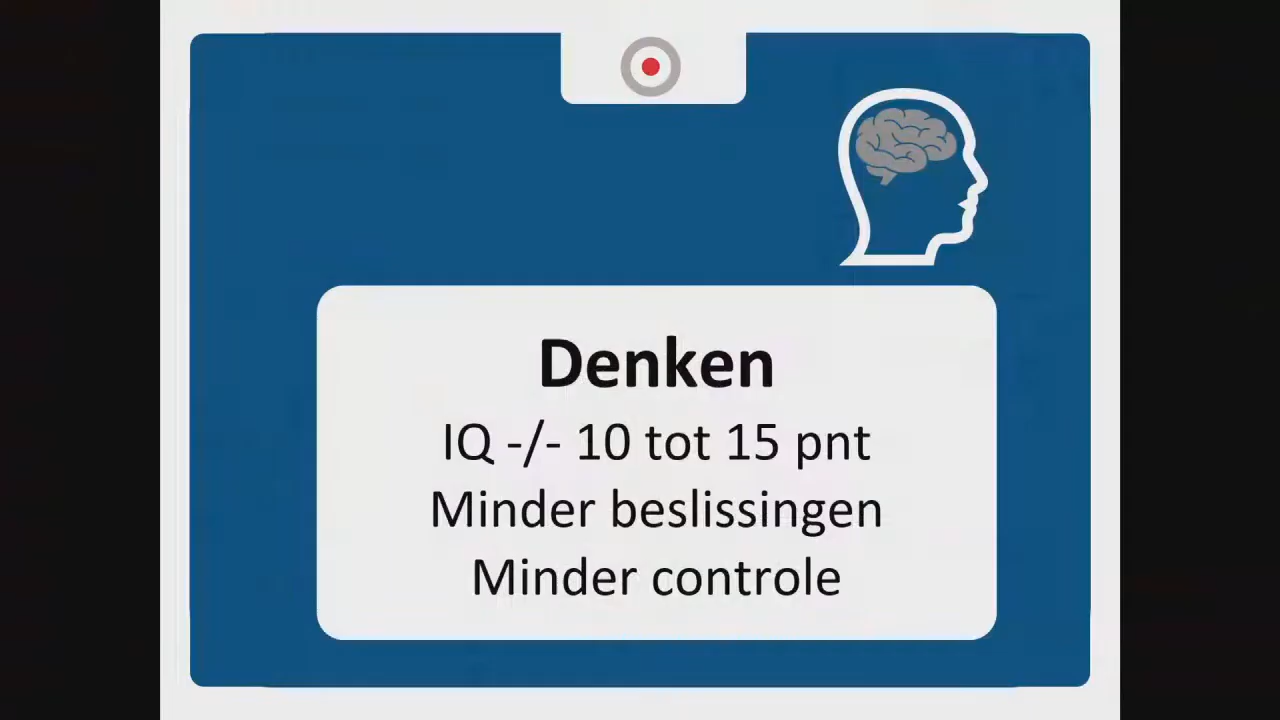 Denken
IQ -/- 10 tot 15 pnt
Minder beslissingen
Minder controle